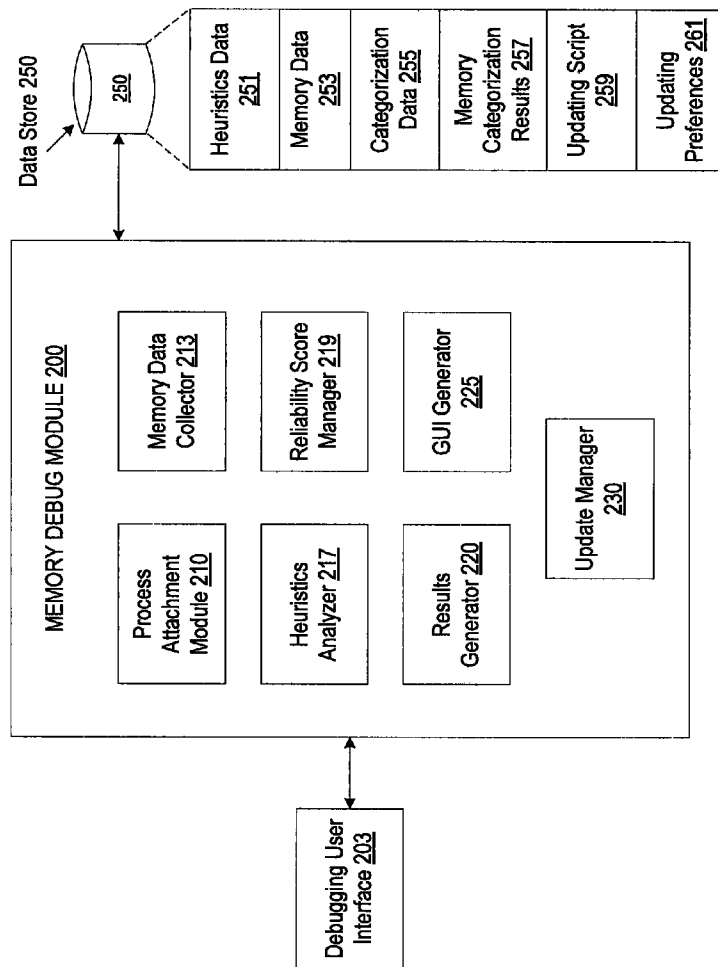 MEMORY DEBUG MODULE 200
Process
Attachment
Module 210
Memory Data
Collector 213
Heuristics
Analyzer 217
Reliability Score
Manager 219
Results
Generator 220
GUI Generator
225
Update Manager
230
Debugging User
Interface 203
Data Store 250
250
Heuristics Data
251
Memory Data
253
Categorization
Data 255
Memory
Categorization
Results 257
Updating Script
259
Updating
Preferences 261